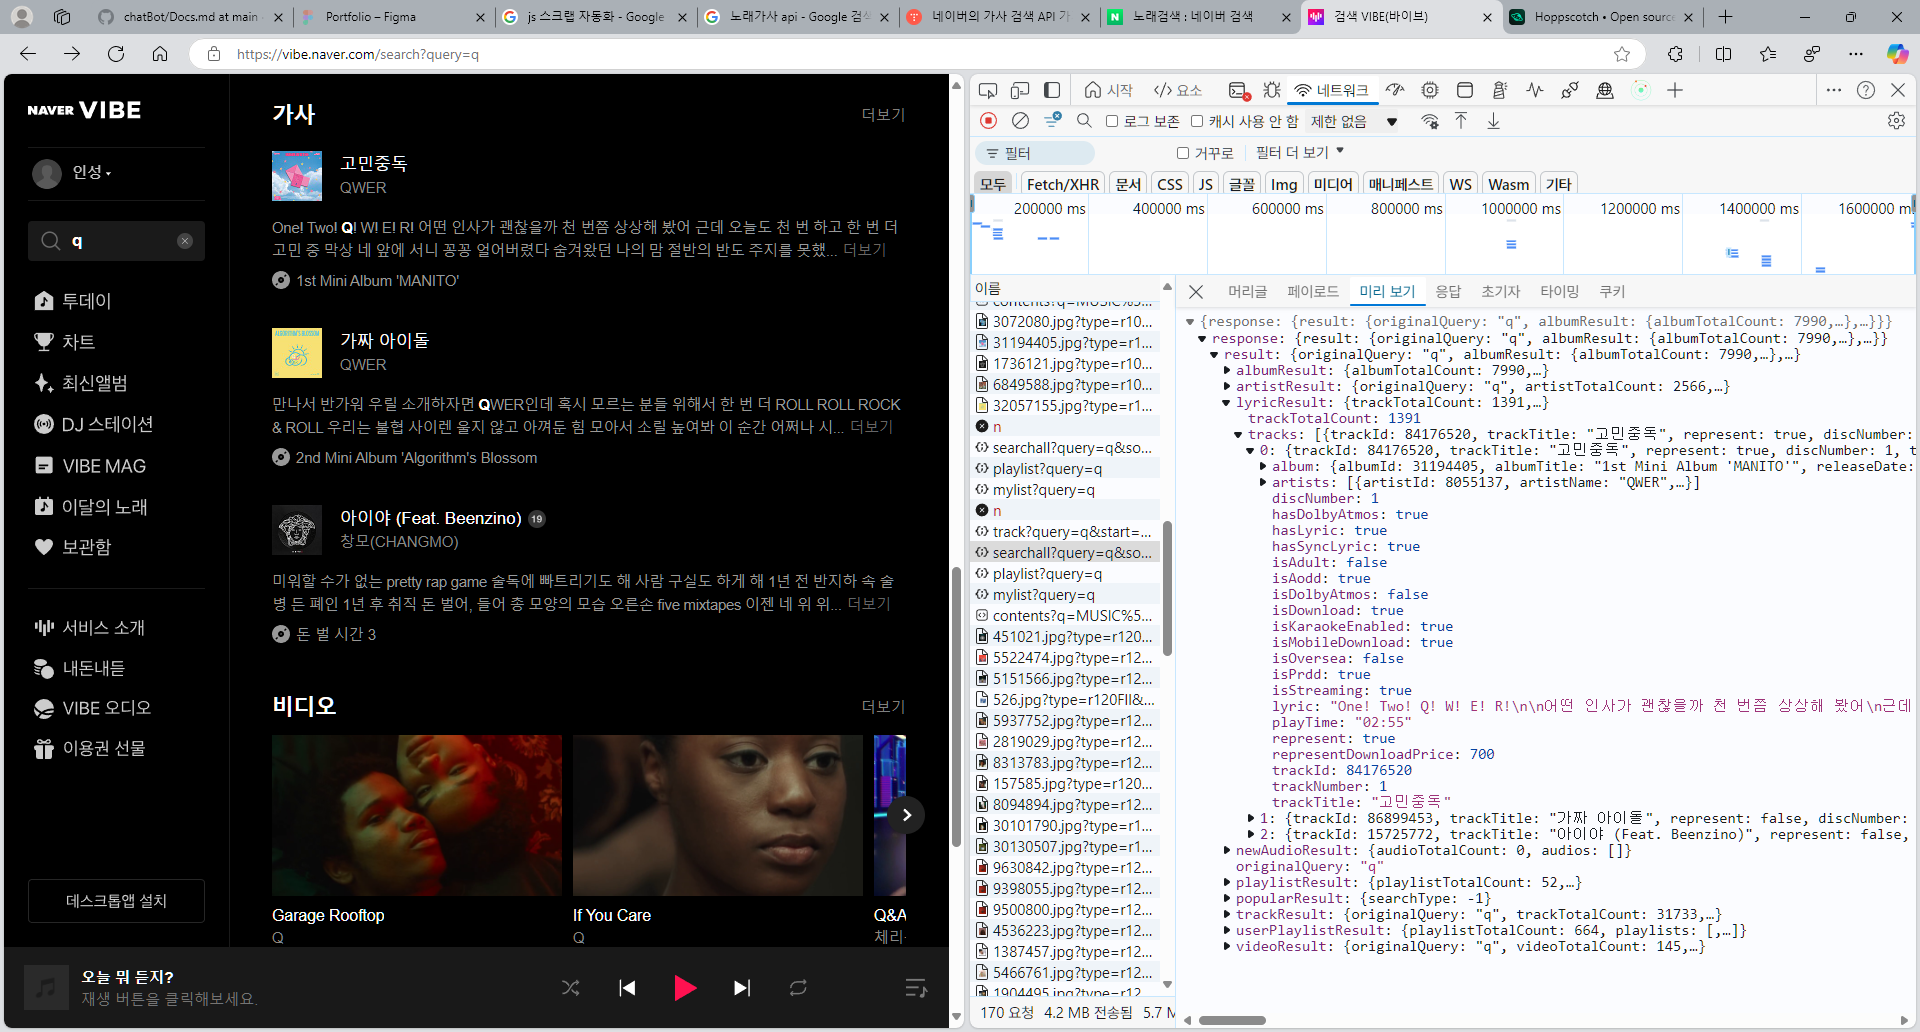 chatBot/Docs.md at main
Portfolio – Figma
js 스크랩 자동화 - Google
노래가사 api - Google 검색
네이버의 가사 검색 API 가
노래검색 : 네이버 검색
검색 VIBE(바이브)
Hoppscotch • Open source
https://vibe.naver.com/search?query=q
NAVER VIBE
인성
q
투데이
차트
최신앨범
DJ 스테이션
VIBE MAG
이달의 노래
보관함
서비스 소개
내돈내듣
VIBE 오디오
이용권 선물
데스크톱앱 설치
가사
더보기
고민중독
QWER
One! Two! Q! W! E! R! 어떤 인사가 괜찮을까 천 번쯤 상상해 봤어 근데 오늘도 천 번 하고 한 번 더
고민 중 막상 네 앞에 서니 꽁꽁 얼어버렸다 숨겨왔던 나의 맘 절반의 반도 주지를 못했... 더보기
1st Mini Album 'MANITO'
가짜 아이돌
QWER
만나서 반가워 우릴 소개하자면 QWER인데 혹시 모르는 분들 위해서 한 번 더 ROLL ROLL ROCK
& ROLL 우리는 불협 사이렌 울지 않고 아껴둔 힘 모아서 소릴 높여봐 이 순간 어쩌나 시... 더보기
2nd Mini Album 'Algorithm's Blossom
아이야 (Feat. Beenzino) 19
창모(CHANGMO)
미워할 수가 없는 pretty rap game 술독에 빠트리기도 해 사람 구실도 하게 해 1년 전 반지하 속 술
병 든 폐인 1년 후 취직 돈 벌어, 들어 종 모양의 모습 오른손 five mixtapes 이젠 네 위 위... 더보기
돈 벌 시간 3
비디오
더보기
Garage Rooftop
Q
If You Care
Q
Q&A
체리
오늘 뭐 듣지?
재생 버튼을 클릭해보세요.
시작
요소
네트워크
로그 보존
캐시 사용 안 함
제한 없음
필터
거꾸로
필터 더 보기
모두
Fetch/XHR
문서
CSS
JS
글꼴
Img
미디어
매니페스트
WS
Wasm
기타
200000 ms
400000 ms
600000 ms
800000 ms
1000000 ms
1200000 ms
1400000 ms
1600000 m
이름
contents?q=MUSIC%5...
3072080.jpg?type=r10...
31194405.jpg?type=r1...
1736121.jpg?type=r10...
6849588.jpg?type=r10...
32057155.jpg?type=r1...
n
searchall?query=q&so...
playlist?query=q
mylist?query=q
n
track?query=q&start=...
searchall?query=q&so...
playlist?query=q
mylist?query=q
contents?q=MUSIC%5...
451021.jpg?type=r120...
5522474.jpg?type=r12...
5151566.jpg?type=r12...
526.jpg?type=r120Fll&...
5937752.jpg?type=r12...
2819029.jpg?type=r12...
8313783.jpg?type=r12...
157585.jpg?type=r120...
8094894.jpg?type=r12...
30101790.jpg?type=r1...
30130507.jpg?type=r1...
9630842.jpg?type=r12...
9398055.jpg?type=r12...
9500800.jpg?type=r12...
4536223.jpg?type=r12...
1387457.jpg?type=r12...
5466761.jpg?type=r12...
1904495.jpg?type=r12
170 요청 4.2 MB 전송됨 5.7 M
머리글
페이로드
미리 보기
응답
초기자
타이밍
쿠키
{response: {result: {originalQuery: "q", albumResult: {albumTotalCount: 7990,…},…}}}
response: {result: {originalQuery: "q", albumResult: {albumTotalCount: 7990,…},…}}
result: {originalQuery: "q", albumResult: {albumTotalCount: 7990,…},…}
albumResult: {albumTotalCount: 7990,…}
artistResult: {originalQuery: "q", artistTotalCount: 2566,…}
lyricResult: {trackTotalCount: 1391,…}
trackTotalCount: 1391
tracks: [{trackId: 84176520, trackTitle: "고민중독", represent: true, discNumber:
0: {trackId: 84176520, trackTitle: "고민중독", represent: true, discNumber: 1, t
album: {albumId: 31194405, albumTitle: "1st Mini Album 'MANITO'", releaseDate:
artists: [{artistId: 8055137, artistName: "QWER",…}]
discNumber: 1
hasDolbyAtmos: true
hasLyric: true
hasSyncLyric: true
isAdult: false
isAodd: true
isDolbyAtmos: false
isDownload: true
isKaraokeEnabled: true
isMobileDownload: true
isOversea: false
isPrdd: true
isStreaming: true
lyric: "One! Two! Q! W! E! R!\n\n어떤 인사가 괜찮을까 천 번쯤 상상해 봤어\n근데
playTime: "02:55"
represent: true
representDownloadPrice: 700
trackId: 84176520
trackNumber: 1
trackTitle: "고민중독"
1: {trackId: 86899453, trackTitle: "가짜 아이돌", represent: false, discNumber:
2: {trackId: 15725772, trackTitle: "아이야 (Feat. Beenzino)", represent: false,
newAudioResult: {audioTotalCount: 0, audios: []}
originalQuery: "q"
playlistResult: {playlistTotalCount: 52,…}
popularResult: {searchType: -1}
trackResult: {originalQuery: "q", trackTotalCount: 31733,…}
userPlaylistResult: {playlistTotalCount: 664, playlists: [,…]}
videoResult: {originalQuery: "q", videoTotalCount: 145,…}